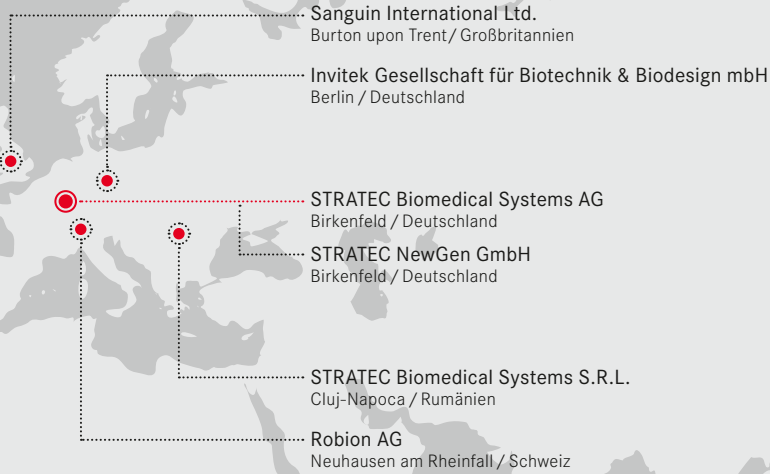 Sanguin International Ltd.
Burton upon Trent / Großbritannien
Invitek Gesellschaft für Biotechnik & Biodesign mbH
Berlin / Deutschland
STRATEC Biomedical Systems AG
Birkenfeld / Deutschland
STRATEC NewGen GmbH
Birkenfeld / Deutschland
STRATEC Biomedical Systems S.R.L.
Cluj-Napoca / Rumänien
Robion AG
Neuhausen am Rheinfall / Schweiz